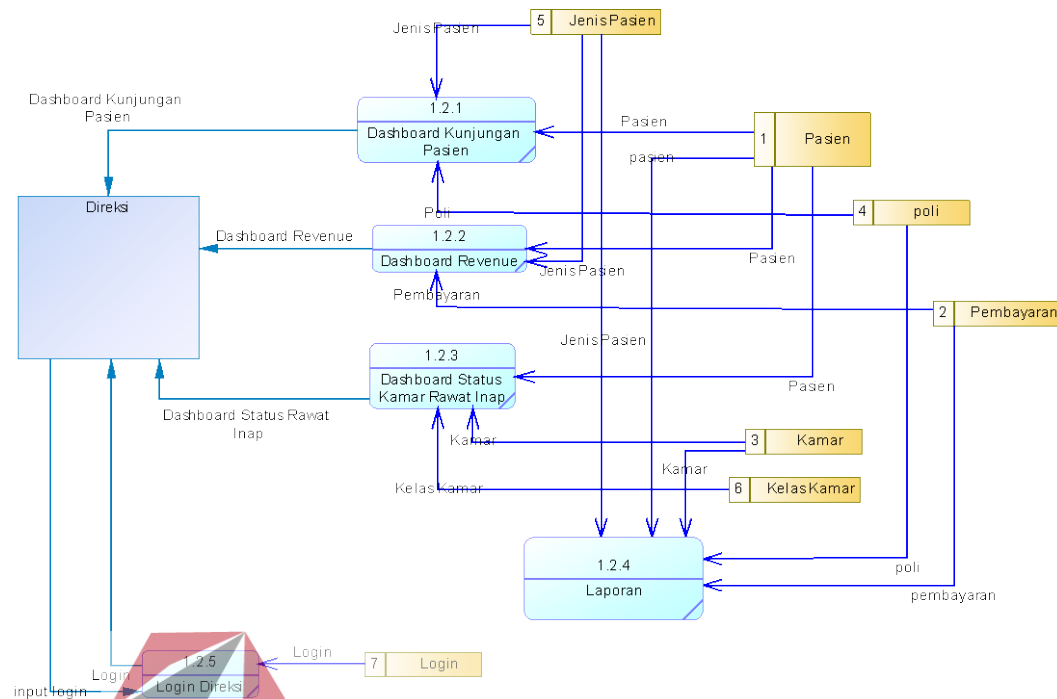 5 JenisPasien
JenisPasien
1.2.1
Dashboard Kunjungan
Pasien
Dashboard Kunjungan
Pasien
Pasien
1 Pasien
pasien
Direksi
Poli
4 poli
Dashboard Revenue
1.2.2
Dashboard Revenue
JenisPasien
Pasien
Pembayaran
2 Pembayaran
JenisPasien
1.2.3
Dashboard Status
Kamar Rawat Inap
Pasien
Dashboard Status Rawat
Inap
Kamar
3 Kamar
Kamar
KelasKamar
6 KelasKamar
1.2.4
Laporan
poli
pembayaran
Login
7 Login
1.2.5
Login Direksi
Login
input login